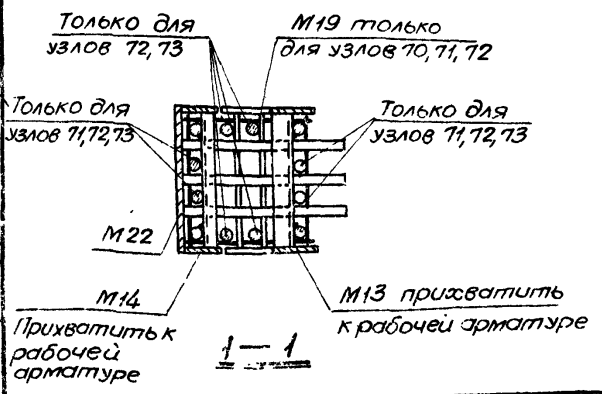 Только для
узлов 72,73
М19 только
для узлов 70,71,72
Только для
узлов 71,72,73
Только для
узлов 71,72,73
М22
М14
Прихватить к
рабочей
арматуре
М13 прихватить
к рабочей арматуре
1—1